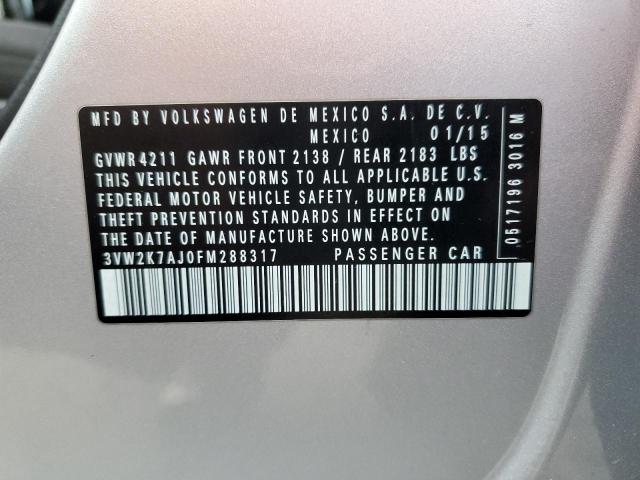 MFD BY VOLKSWAGEN DE MEXICO S.A. DE C.V.
MEXICO 01/15
GVWR 4211 GAWR FRONT 2138 / REAR 2183 LBS
THIS VEHICLE CONFORMS TO ALL APPLICABLE U.S.
FEDERAL MOTOR VEHICLE SAFETY, BUMPER AND
THEFT PREVENTION STANDARDS IN EFFECT ON
THE DATE OF MANUFACTURE SHOWN ABOVE.
3VW2K7AJ0FM288317 PASSENGER CAR
0517196 3016 M